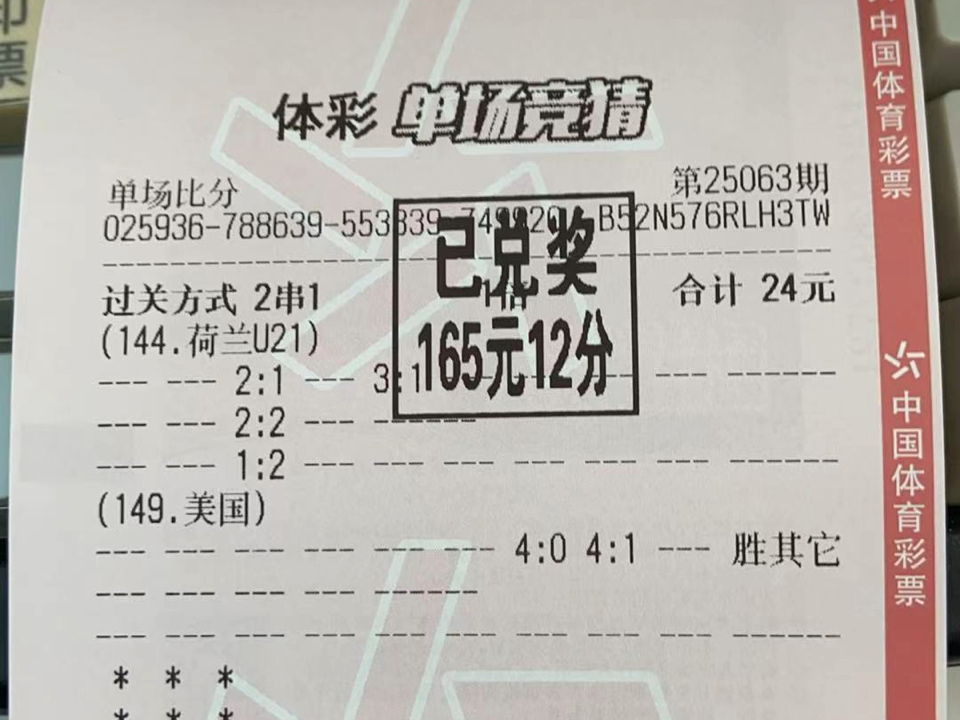 印
票
体彩 单场竞猜
单场比分 第25063期
025936-788639-553839- B52N576RLH3TW
已兑奖
165元12分
过关方式 2串1 合计 24元
(144.荷兰U21)
--- --- 2:1 --- 3:1 --- --- ------
--- --- 2:2 --- ------
--- --- 1:2 --- --- --- --- --- --- ------
(149.美国)
--- --- --- --- --- ------ 4:0 4:1 --- 胜其它
--- --- --- --- ------
--- --- --- --- --- --- --- --- --- ------
* * *
* * *
中国体育彩票
中国体育彩票